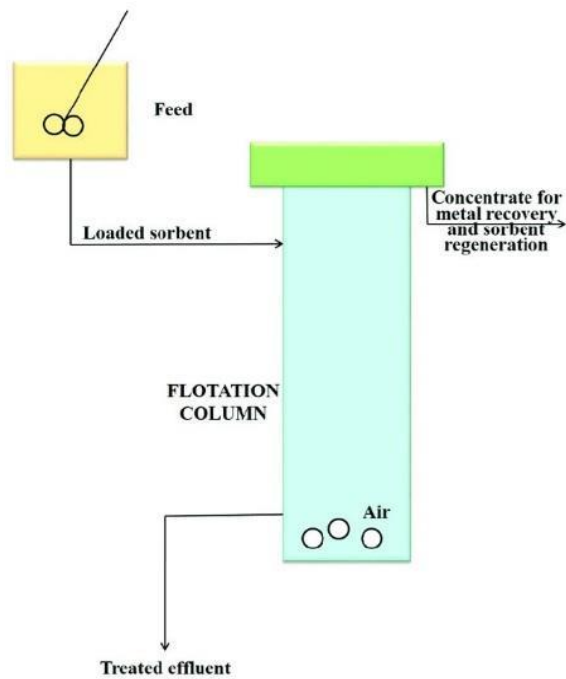 Feed
Loaded sorbent
Concentrate for
metal recovery
and sorbent
regeneration
FLOTATION
COLUMN
Air
Treated effluent